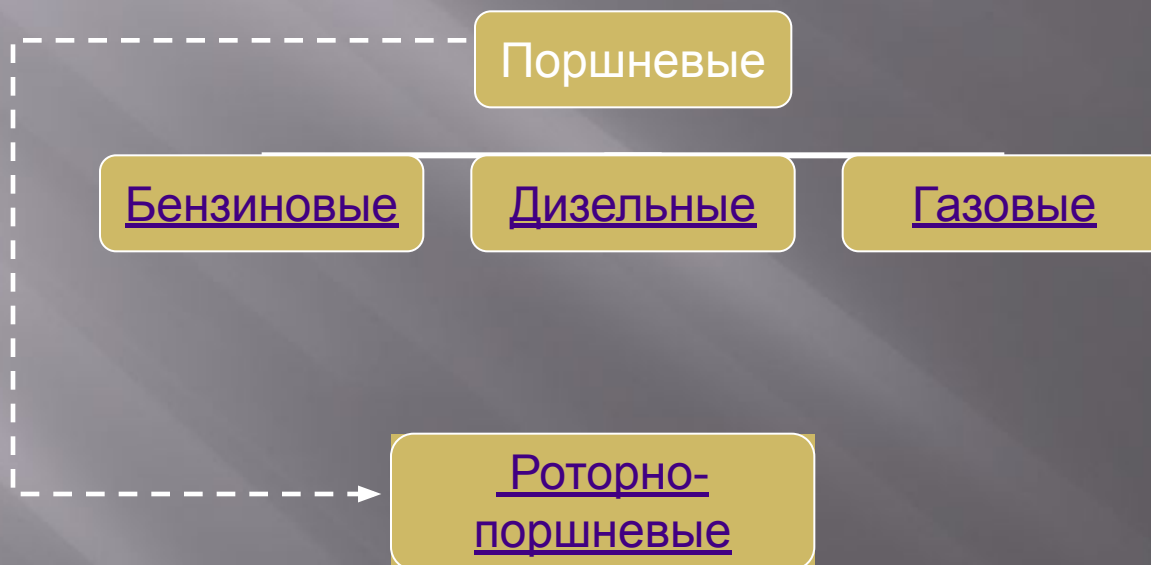 Поршневые
Бензиновые
Дизельные
Газовые
Роторно-
поршневые